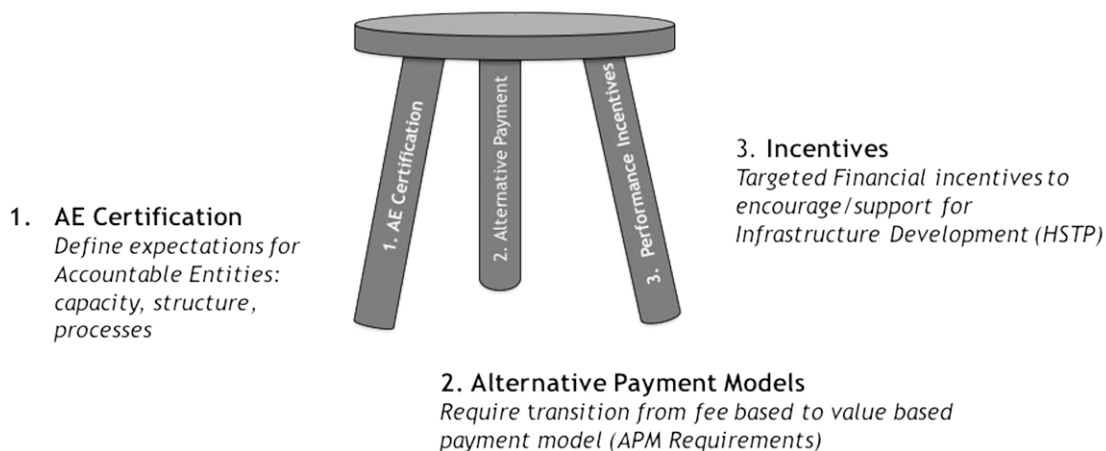 1. AE Certification
2. Alternative Payment
3. Performance Incentives
1. AE Certification
Define expectations for
Accountable Entities:
capacity, structure,
processes
3. Incentives
Targeted Financial incentives to
encourage/support for
Infrastructure Development (HSTP)
2. Alternative Payment Models
Require transition from fee based to value based
payment model (APM Requirements)